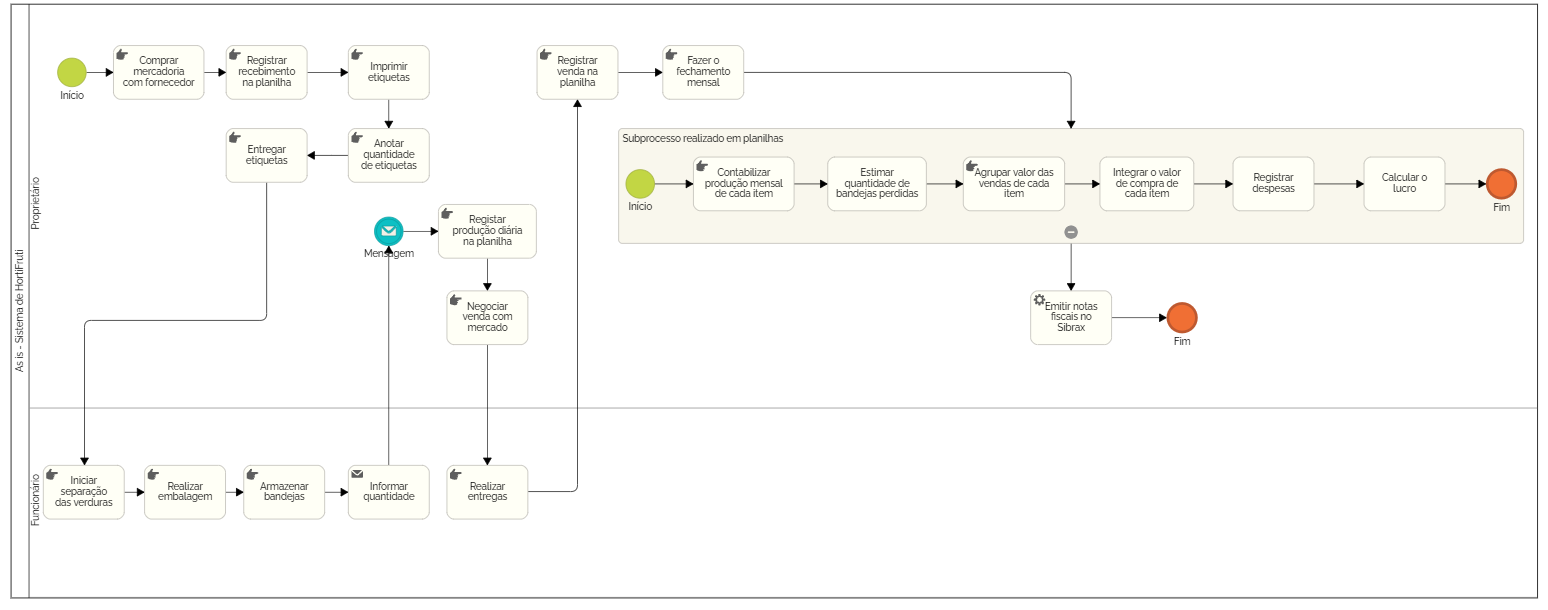 As is - Sistema de HortiFruti
Proprietário
Início
Comprar
mercadoria
com fornecedor
Registrar
recebimento
na planilha
Imprimir
etiquetas
Anotar
quantidade
de etiquetas
Entregar
etiquetas
Mensagem
Registar
produção diária
na planilha
Negociar
venda com
mercado
Registrar
venda na
planilha
Fazer o
fechamento
mensal
Subprocesso realizado em planilhas
Início
Contabilizar
produção mensal
de cada item
Estimar
quantidade de
bandejas perdidas
Agrupar valor das
vendas de cada
item
Integrar o valor
de compra de
cada item
Registrar
despesas
Calcular o
lucro
Fim
Emitir notas
fiscais no
Sibrax
Fim
Funcionário
Iniciar
separação
das verduras
Realizar
embalagem
Armazenar
bandejas
Informar
quantidade
Realizar
entregas